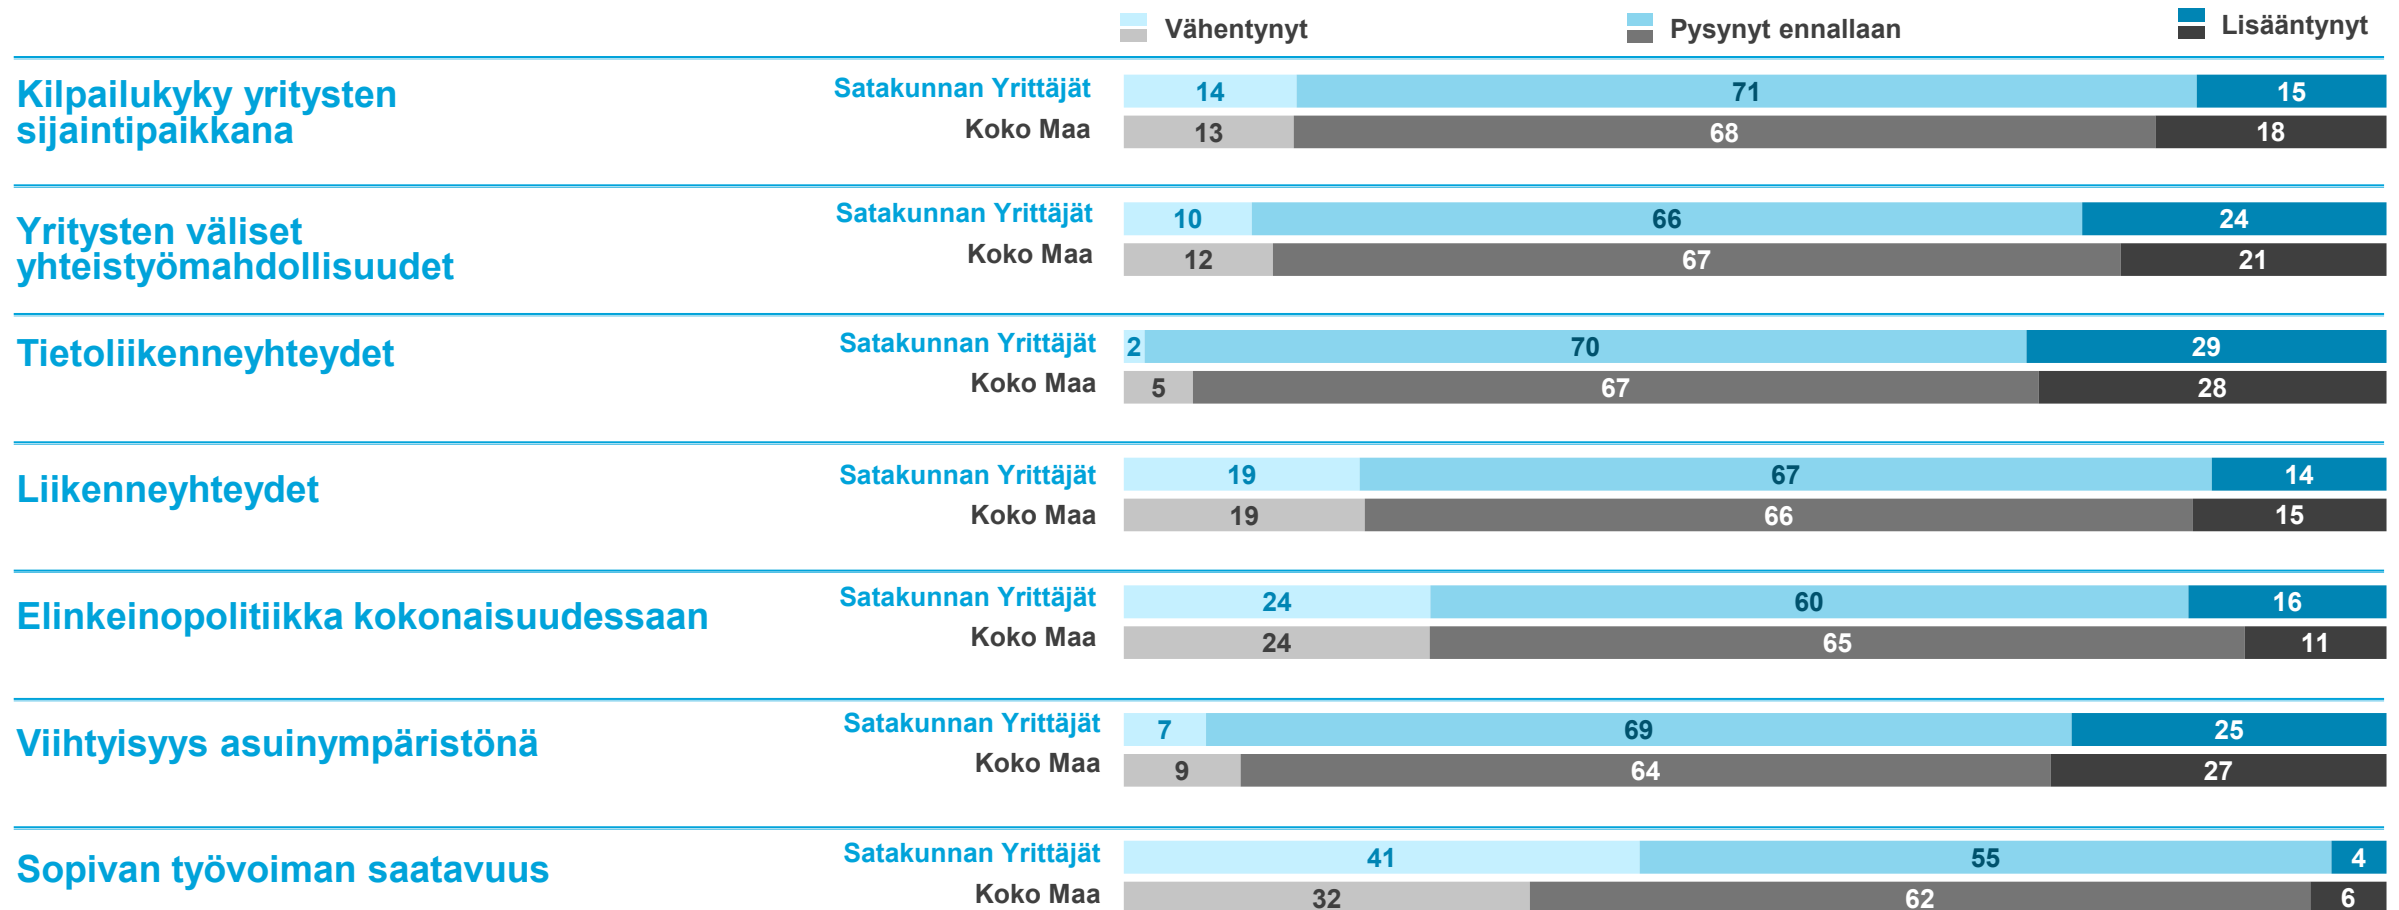 Vähentynyt Pysynyt ennallaan Lisääntynyt
Kilpailukyky yritysten
sijaintipaikkana
Satakunnan Yrittäjät 14 71 15
Koko Maa 13 68 18
Yritysten väliset
yhteistyömahdollisuudet
Satakunnan Yrittäjät 10 66 24
Koko Maa 12 67 21
Tietoliikenneyhteydet
Satakunnan Yrittäjät 2 70 29
Koko Maa 5 67 28
Liikenneyhteydet
Satakunnan Yrittäjät 19 67 14
Koko Maa 19 66 15
Elinkeinopolitiikka kokonaisuudessaan
Satakunnan Yrittäjät 24 60 16
Koko Maa 24 65 11
Viihtyisyys asuinympäristönä
Satakunnan Yrittäjät 7 69 25
Koko Maa 9 64 27
Sopivan työvoiman saatavuus
Satakunnan Yrittäjät 41 55 4
Koko Maa 32 62 6